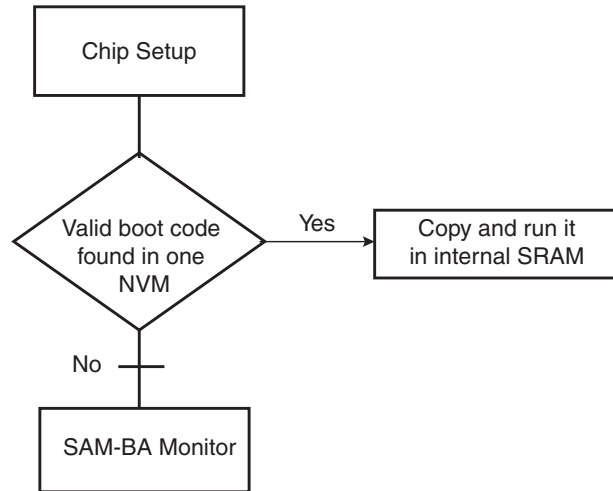 Chip Setup
Valid boot code
found in one
NVM
Yes
Copy and run it
in internal SRAM
No
SAM-BA Monitor